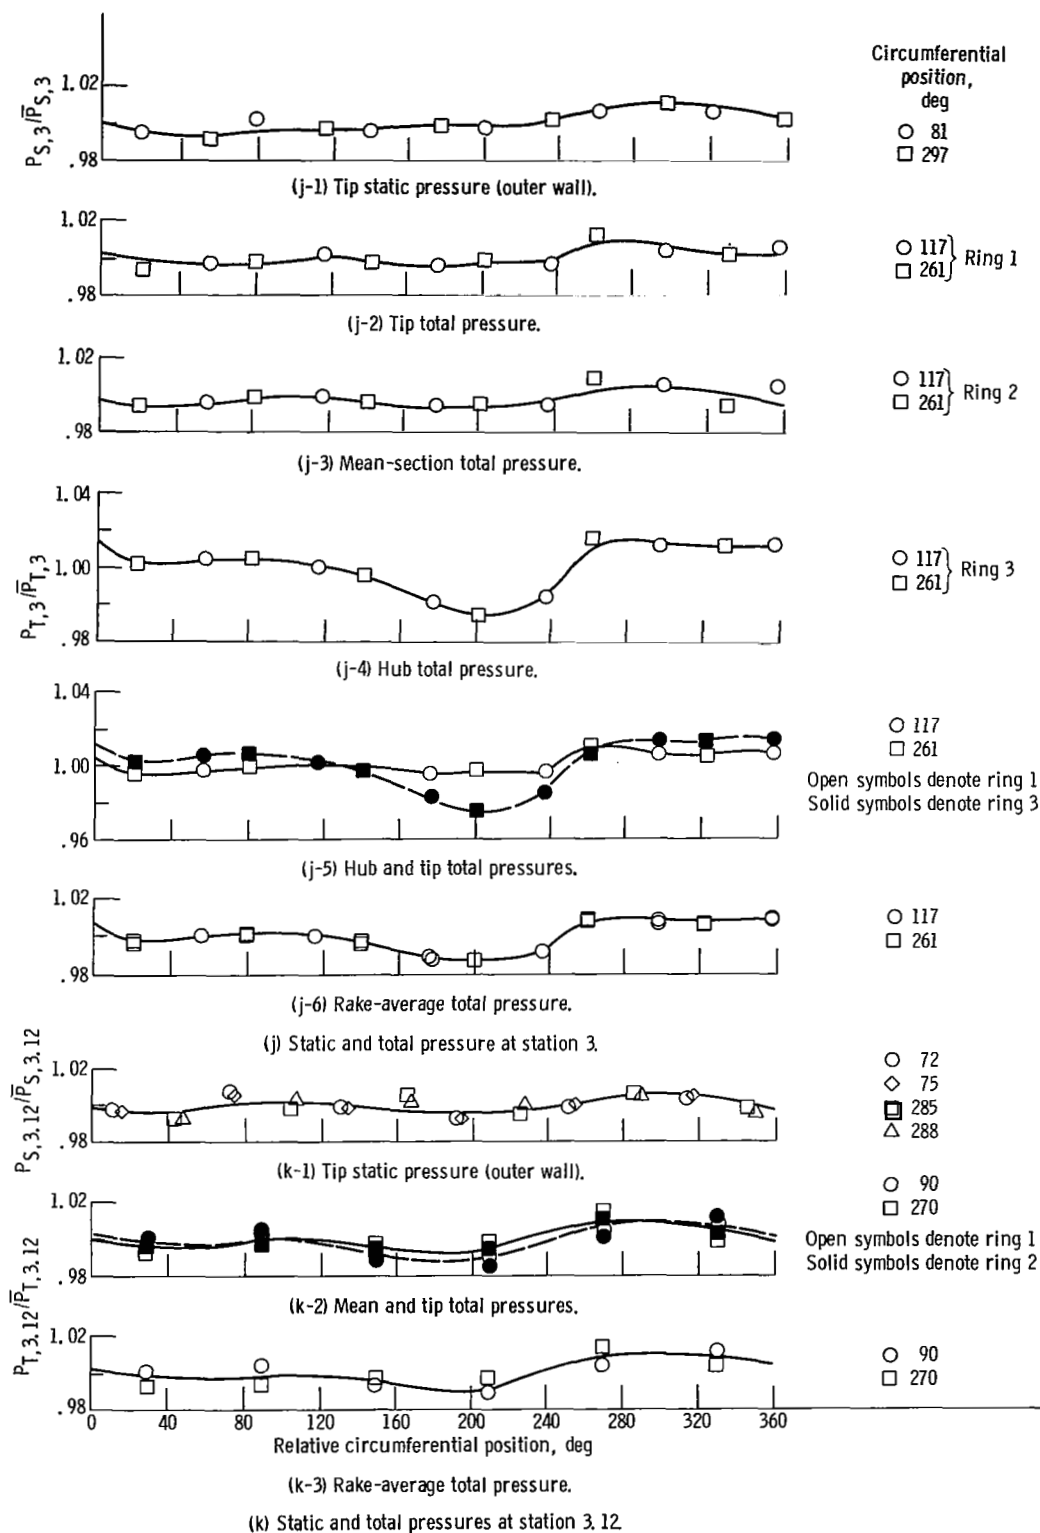 Circumferential
position,
deg
P_S,3/P̅_S,3
1.02
.98
○ 81
□ 297
(j-1) Tip static pressure (outer wall).
1.02
.98
○ 117
□ 261
} Ring 1
(j-2) Tip total pressure.
1.02
.98
○ 117
□ 261
} Ring 2
(j-3) Mean-section total pressure.
P_T,3/P̅_T,3
1.04
1.00
.98
○ 117
□ 261
} Ring 3
(j-4) Hub total pressure.
1.04
1.00
.96
○ 117
□ 261
Open symbols denote ring 1
Solid symbols denote ring 3
(j-5) Hub and tip total pressures.
1.02
.98
○ 117
□ 261
(j-6) Rake-average total pressure.
(j) Static and total pressure at station 3.
P_S,3.12/P̅_S,3.12
1.02
.98
○ 72
◇ 75
□ 285
△ 288
(k-1) Tip static pressure (outer wall).
P_T,3.12/P̅_T,3.12
1.02
.98
○ 90
□ 270
Open symbols denote ring 1
Solid symbols denote ring 2
(k-2) Mean and tip total pressures.
1.02
.98
○ 90
□ 270
0 40 80 120 160 200 240 280 320 360
Relative circumferential position, deg
(k-3) Rake-average total pressure.
(k) Static and total pressures at station 3.12.